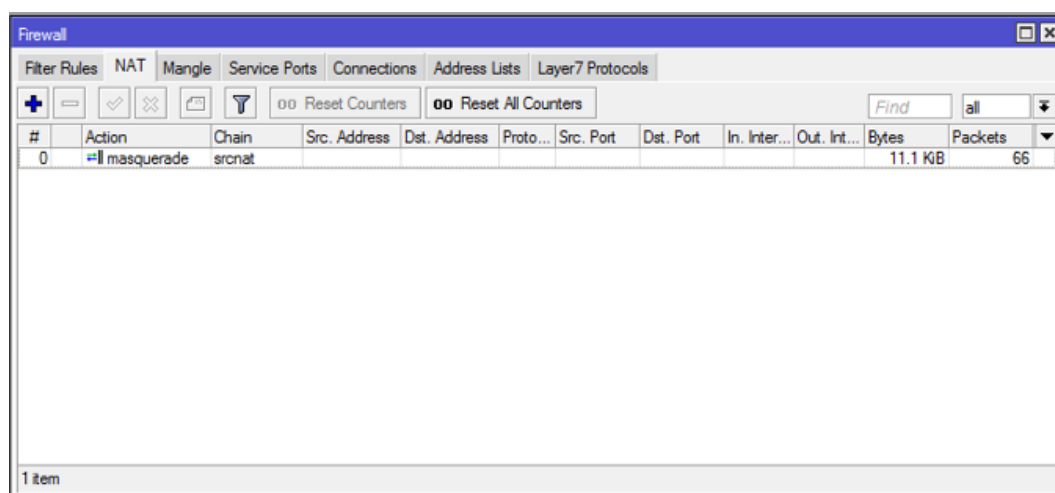 Firewall
Filter Rules NAT Mangle Service Ports Connections Address Lists Layer7 Protocols
00 Reset Counters 00 Reset All Counters Find all
# Action Chain Src. Address Dst. Address Proto... Src. Port Dst. Port In. Inter... Out. Int... Bytes Packets
0 masquerade srcnat 11.1 KiB 66
1 item